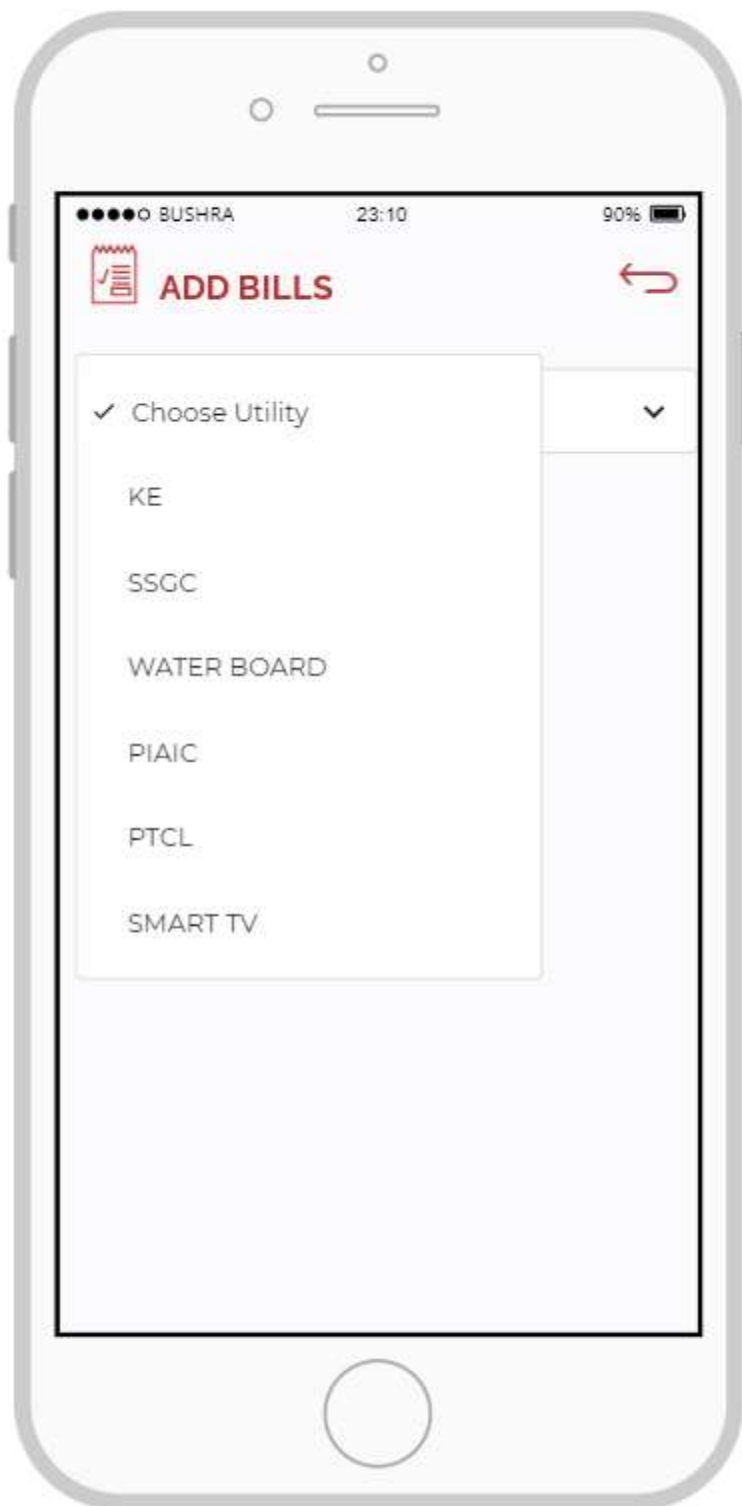 BUSHRA 23:10 90%
ADD BILLS
✓ Choose Utility
KE
SSGC
WATER BOARD
PIAIC
PTCL
SMART TV